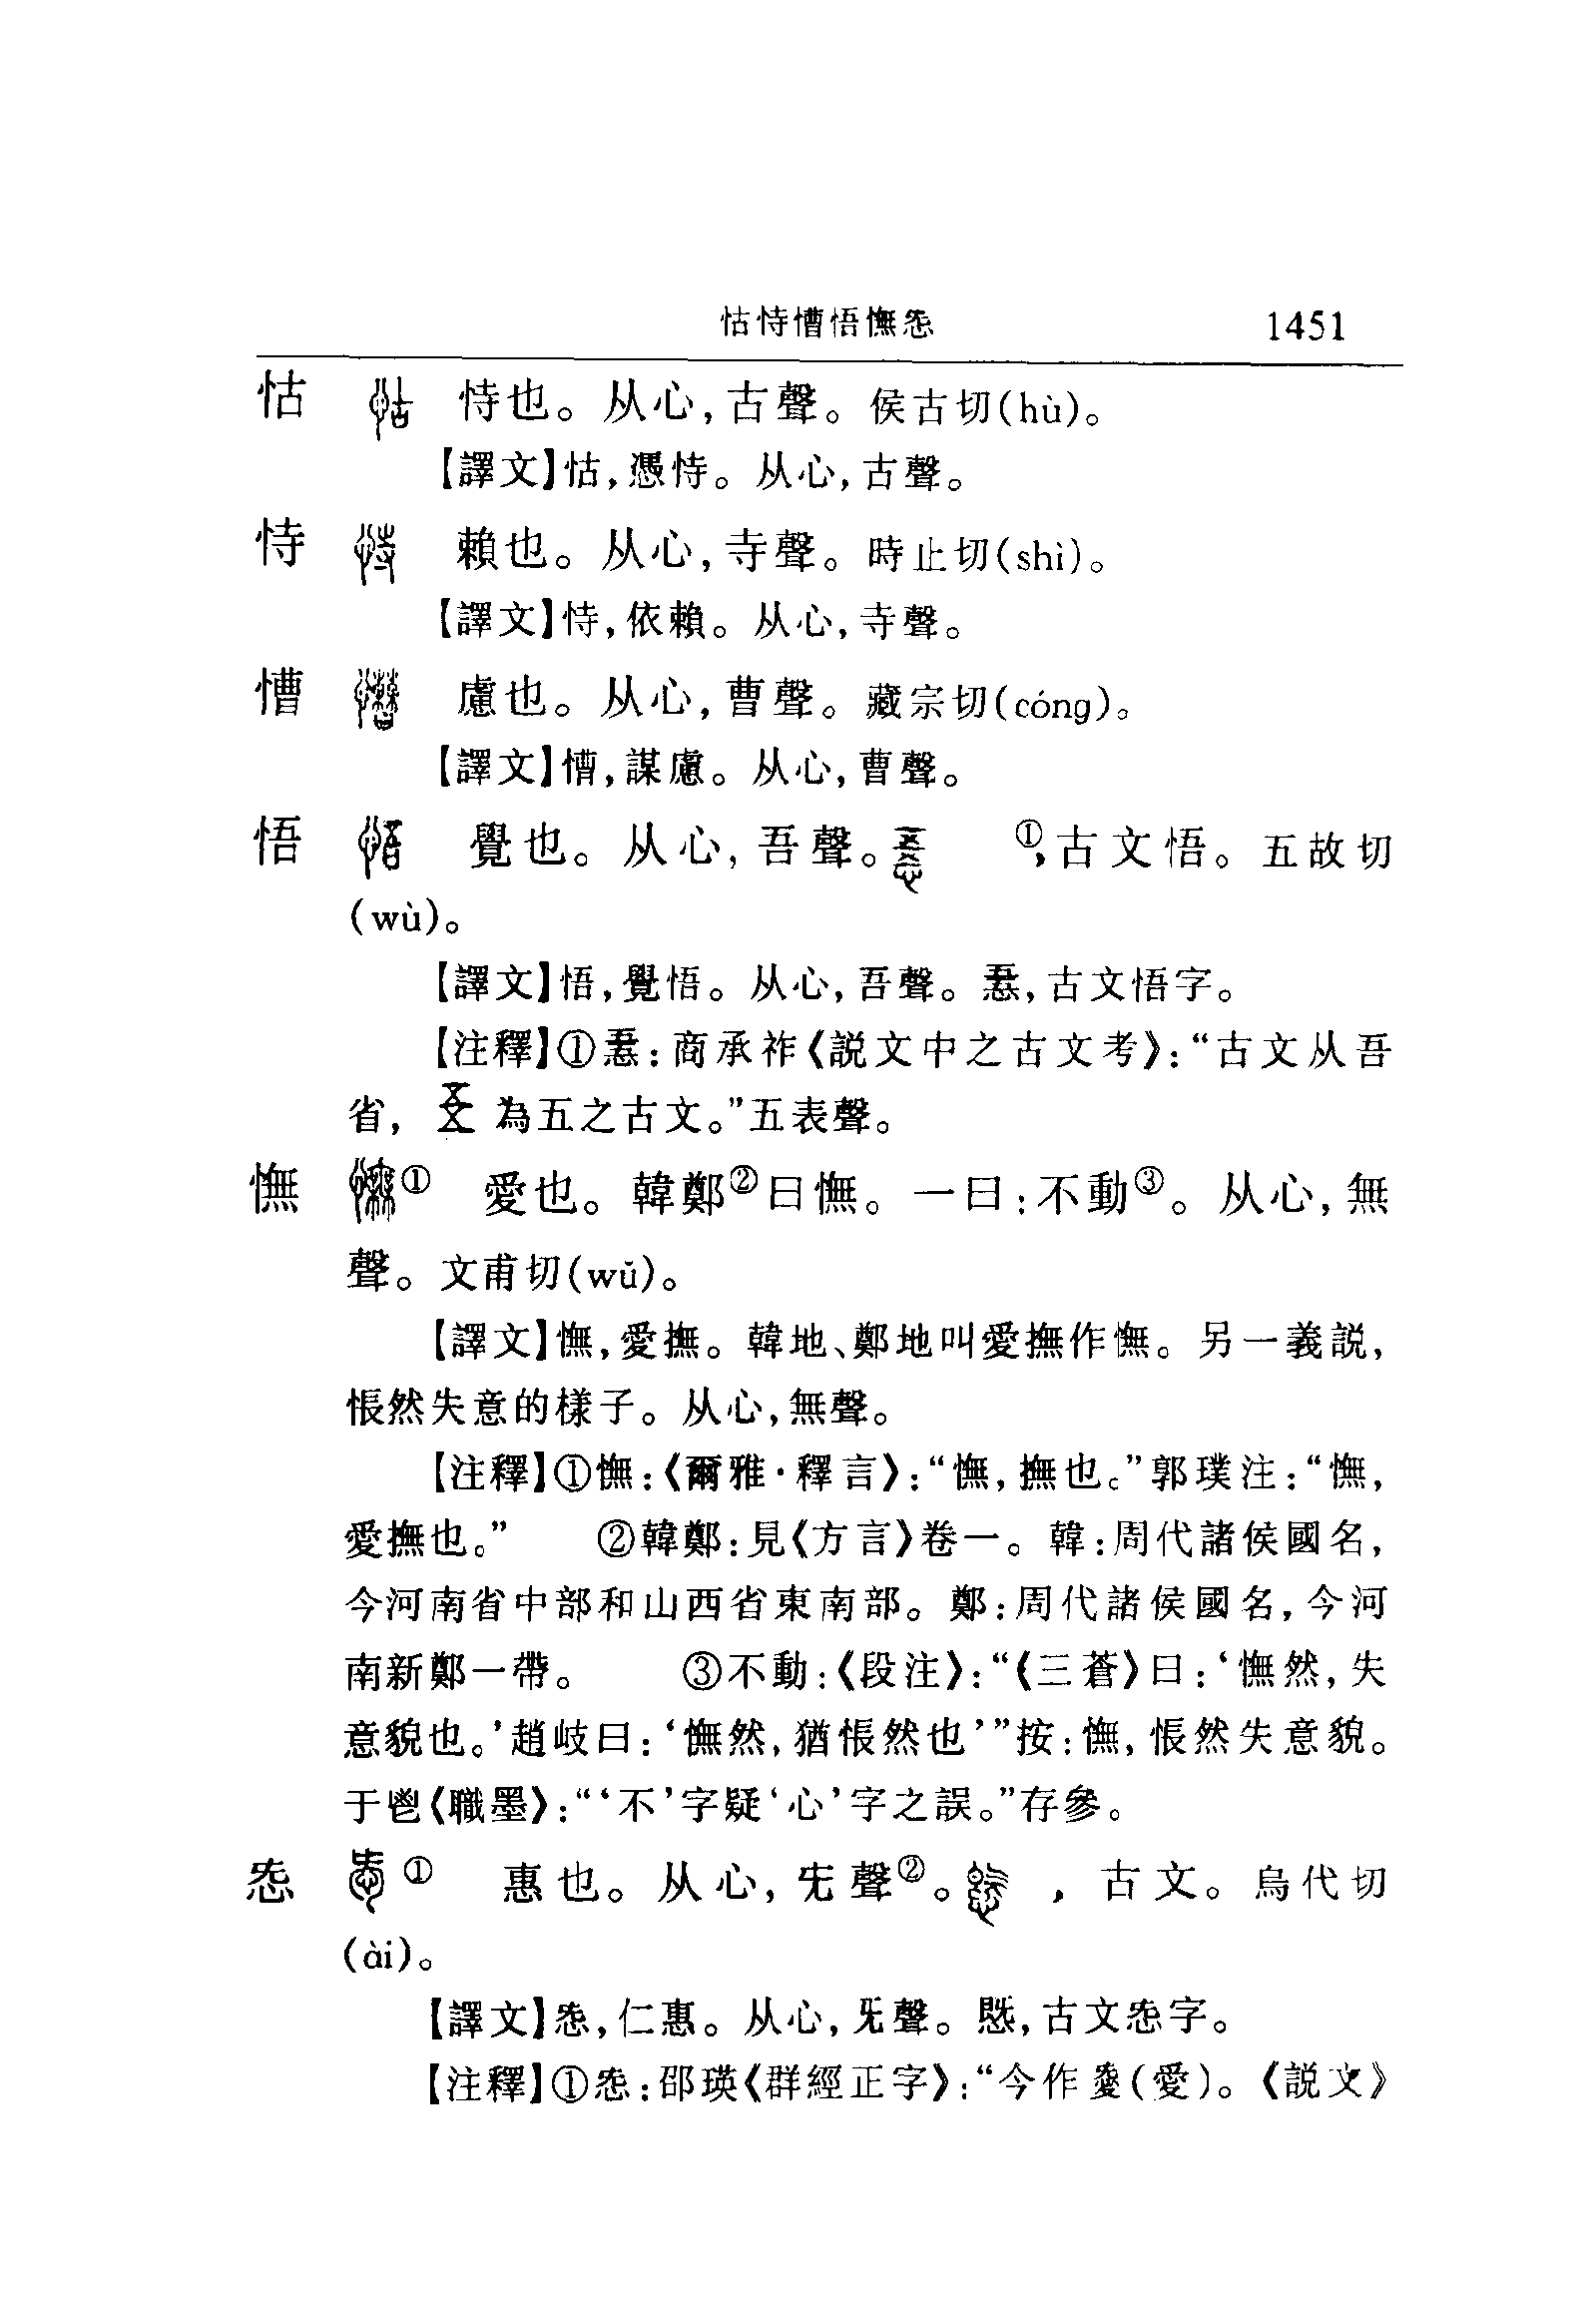 怙恃慒悟憮㤅 1451
怙 恃也。从心,古聲。侯古切(hù)。
【譯文】怙,憑恃。从心,古聲。
恃 賴也。从心,寺聲。時止切(shì)。
【譯文】恃,依賴。从心,寺聲。
慒 慮也。从心,曹聲。藏宗切(cóng)。
【譯文】慒,謀慮。从心,曹聲。
悟 覺也。从心,吾聲。①,古文悟。五故切
(wù)。
【譯文】悟,覺悟。从心,吾聲。㤳,古文悟字。
【注釋】①㤳:商承祚《説文中之古文考》:“古文从吾
省, 為五之古文。”五表聲。
憮① 愛也。韓鄭②曰憮。一曰:不動③。从心,無
聲。文甫切(wǔ)。
【譯文】憮,愛撫。韓地、鄭地叫愛撫作憮。另一義説,
悵然失意的樣子。从心,無聲。
【注釋】①憮:《爾雅·釋言》:“憮,撫也。”郭璞注:“憮,
愛撫也。” ②韓鄭:見《方言》卷一。韓:周代諸侯國名,
今河南省中部和山西省東南部。鄭:周代諸侯國名,今河
南新鄭一帶。 ③不動:《段注》:“《三蒼》曰:‘憮然,失
意貌也。’趙岐曰:‘憮然,猶悵然也’”按:憮,悵然失意貌。
于鬯《職墨》:“‘不’字疑‘心’字之誤。”存參。
㤅① 惠也。从心,旡聲②。,古文。烏代切
(ài)。
【譯文】㤅,仁惠。从心,旡聲。㥣,古文㤅字。
【注釋】①㤅:邵瑛《群經正字》:“今作㤅(愛)。《説文》